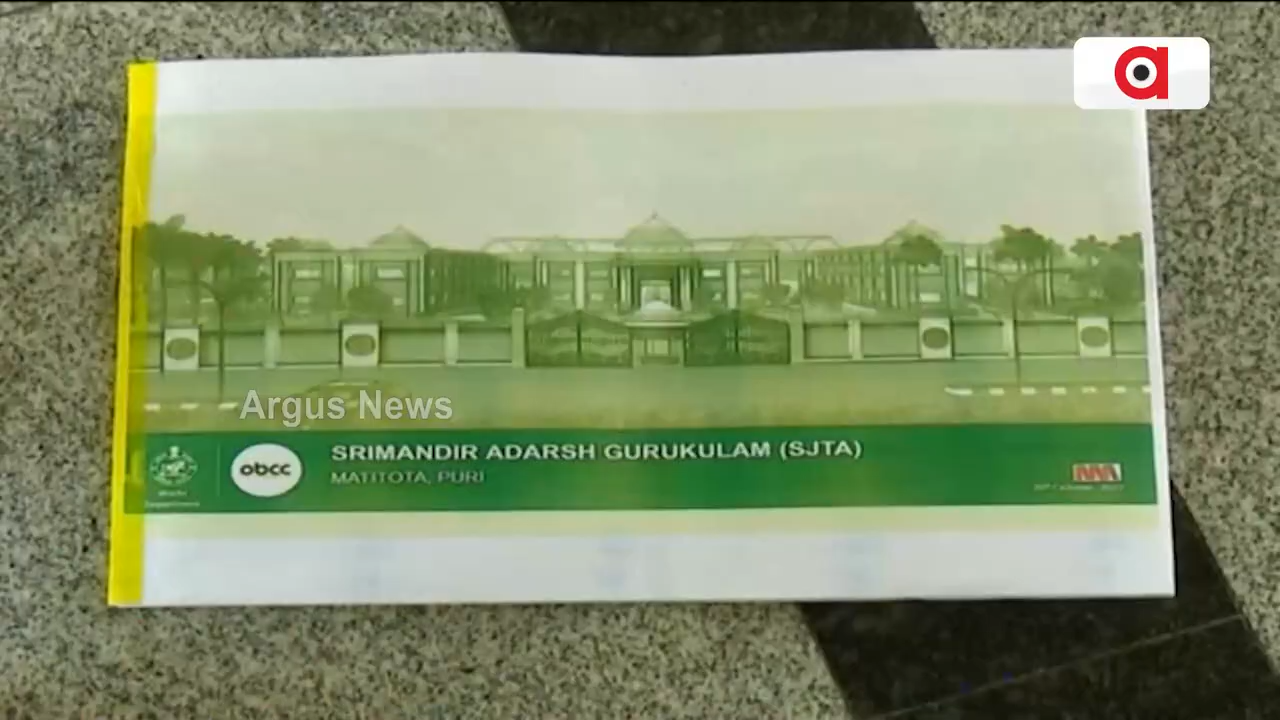 a
Argus News
obcc
SRIMANDIR ADARSH GURUKULAM (SJTA)
MATITOTA, PURI